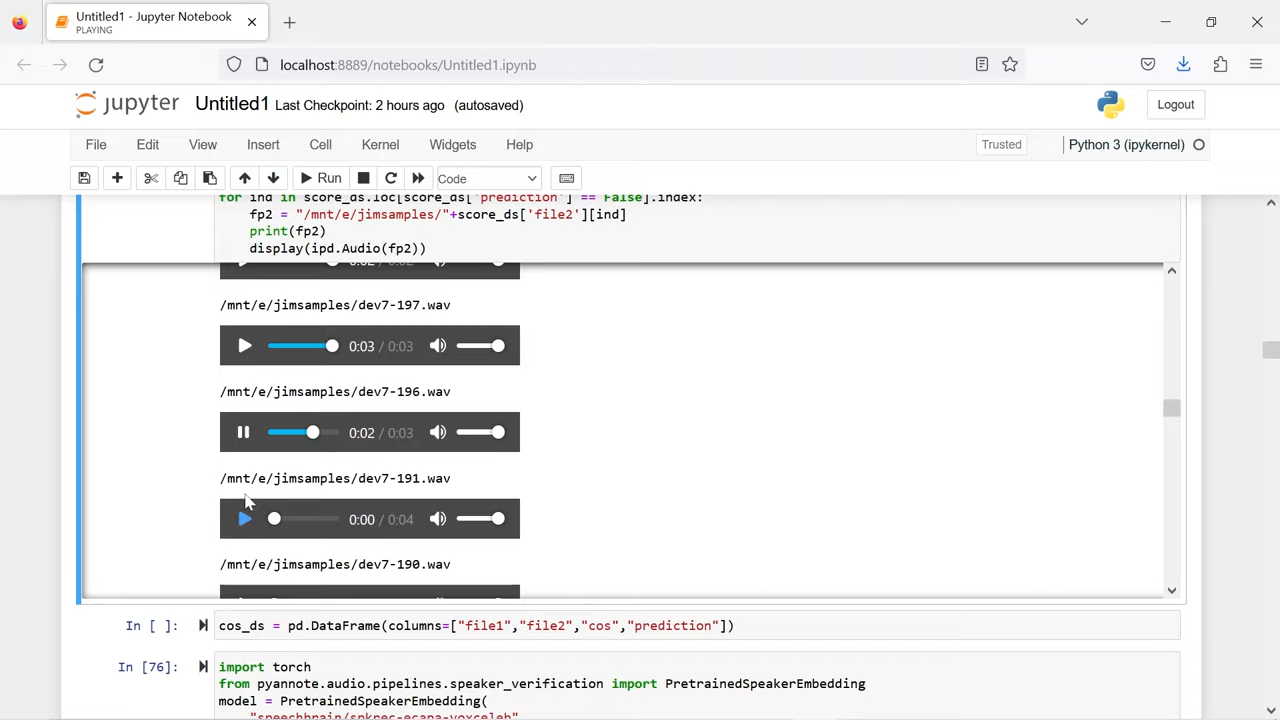 Untitled1 - Jupyter Notebook
PLAYING
localhost:8889/notebooks/Untitled1.ipynb
jupyter Untitled1 Last Checkpoint: 2 hours ago (autosaved)
Logout
File Edit View Insert Cell Kernel Widgets Help
Trusted
Python 3 (ipykernel)
Run
Code
for ind in score_ds.loc[score_ds['prediction'] == False].index:
fp2 = "/mnt/e/jimsamples/"+score_ds['file2'][ind]
print(fp2)
display(ipd.Audio(fp2))
/mnt/e/jimsamples/dev7-197.wav
0:03 / 0:03
/mnt/e/jimsamples/dev7-196.wav
0:02 / 0:03
/mnt/e/jimsamples/dev7-191.wav
0:00 / 0:04
/mnt/e/jimsamples/dev7-190.wav
In [ ]: cos_ds = pd.DataFrame(columns=["file1","file2","cos","prediction"])
In [76]: import torch
from pyannote.audio.pipelines.speaker_verification import PretrainedSpeakerEmbedding
model = PretrainedSpeakerEmbedding(
"speechbrain/spkrec-ecapa-voxceleb"